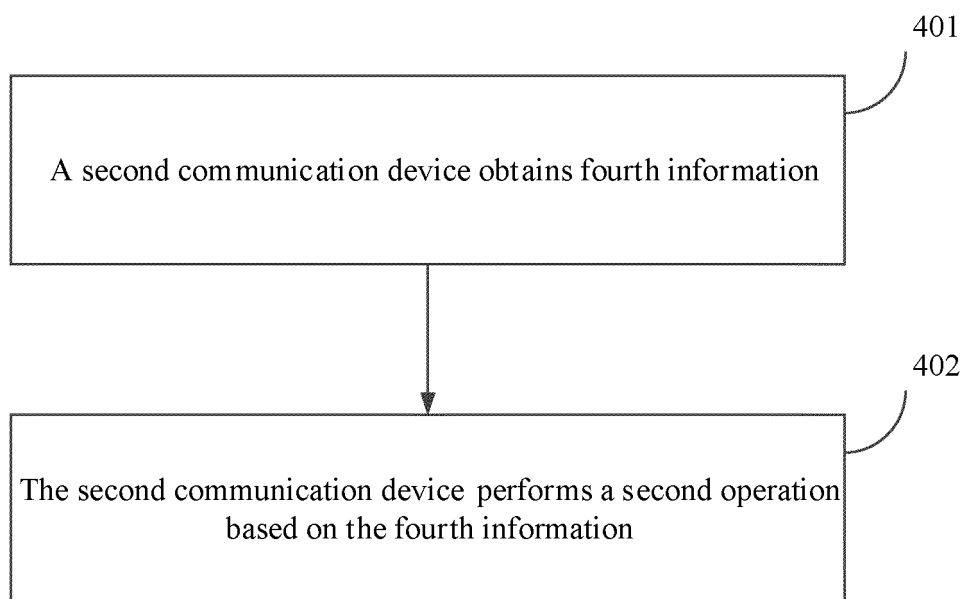 401
A second communication device obtains fourth information
402
The second communication device performs a second operation
based on the fourth information